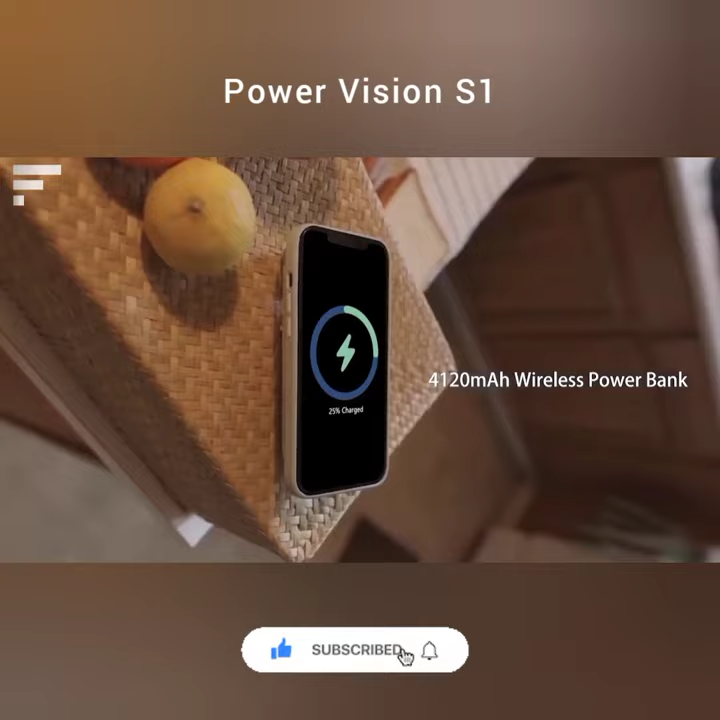 Power Vision S1
4120mAh Wireless Power Bank
25% Charged
SUBSCRIBED